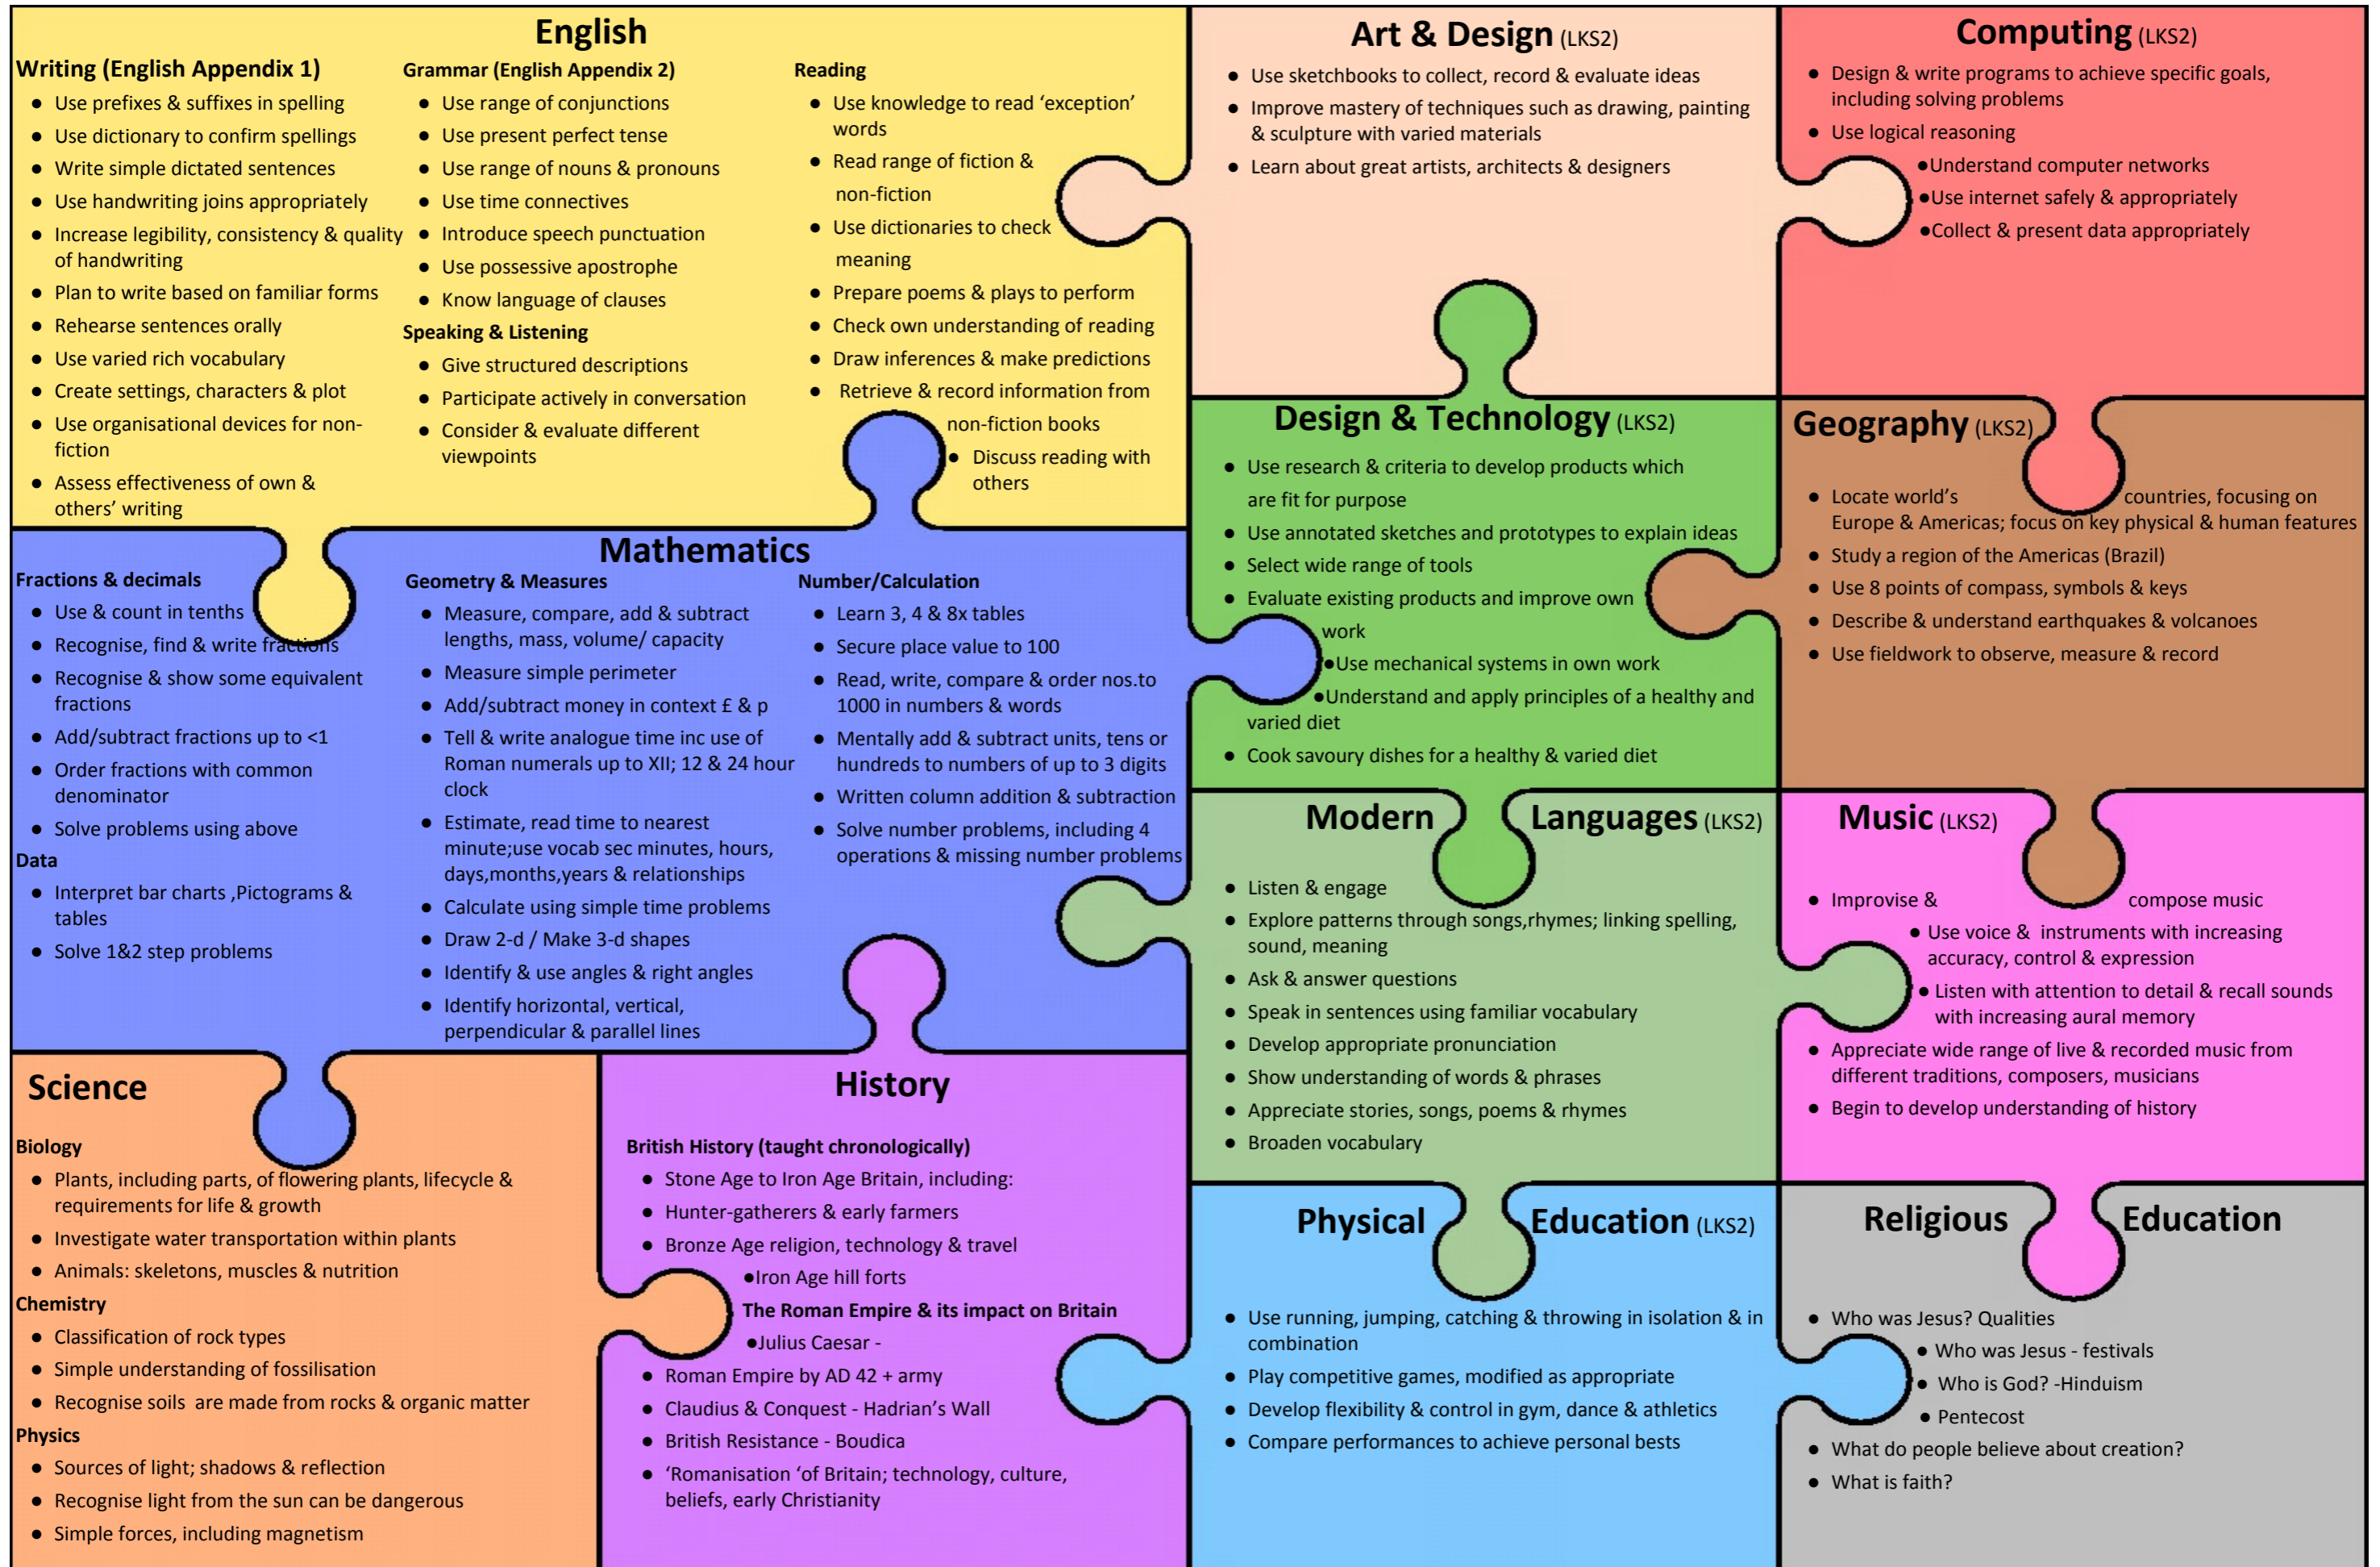 English
Writing (English Appendix 1)
● Use prefixes & suffixes in spelling
● Use dictionary to confirm spellings
● Write simple dictated sentences
● Use handwriting joins appropriately
● Increase legibility, consistency & quality
of handwriting
● Plan to write based on familiar forms
● Rehearse sentences orally
● Use varied rich vocabulary
● Create settings, characters & plot
● Use organisational devices for non-
fiction
● Assess effectiveness of own &
others’ writing
Grammar (English Appendix 2)
● Use range of conjunctions
● Use present perfect tense
● Use range of nouns & pronouns
● Use time connectives
● Introduce speech punctuation
● Use possessive apostrophe
● Know language of clauses
Speaking & Listening
● Give structured descriptions
● Participate actively in conversation
● Consider & evaluate different
viewpoints
Reading
● Use knowledge to read ‘exception’
words
● Read range of fiction &
non-fiction
● Use dictionaries to check
meaning
● Prepare poems & plays to perform
● Check own understanding of reading
● Draw inferences & make predictions
● Retrieve & record information from
non-fiction books
● Discuss reading with
others
Art & Design (LKS2)
● Use sketchbooks to collect, record & evaluate ideas
● Improve mastery of techniques such as drawing, painting
& sculpture with varied materials
● Learn about great artists, architects & designers
Computing (LKS2)
● Design & write programs to achieve specific goals,
including solving problems
● Use logical reasoning
●Understand computer networks
●Use internet safely & appropriately
●Collect & present data appropriately
Mathematics
Fractions & decimals
● Use & count in tenths
● Recognise, find & write fractions
● Recognise & show some equivalent
fractions
● Add/subtract fractions up to <1
● Order fractions with common
denominator
● Solve problems using above
Data
● Interpret bar charts ,Pictograms &
tables
● Solve 1&2 step problems
Geometry & Measures
● Measure, compare, add & subtract
lengths, mass, volume/ capacity
● Measure simple perimeter
● Add/subtract money in context £ & p
● Tell & write analogue time inc use of
Roman numerals up to XII; 12 & 24 hour
clock
● Estimate, read time to nearest
minute;use vocab sec minutes, hours,
days,months,years & relationships
● Calculate using simple time problems
● Draw 2-d / Make 3-d shapes
● Identify & use angles & right angles
● Identify horizontal, vertical,
perpendicular & parallel lines
Number/Calculation
● Learn 3, 4 & 8x tables
● Secure place value to 100
● Read, write, compare & order nos.to
1000 in numbers & words
● Mentally add & subtract units, tens or
hundreds to numbers of up to 3 digits
● Written column addition & subtraction
● Solve number problems, including 4
operations & missing number problems
Design & Technology (LKS2)
● Use research & criteria to develop products which
are fit for purpose
● Use annotated sketches and prototypes to explain ideas
● Select wide range of tools
● Evaluate existing products and improve own
work
●Use mechanical systems in own work
●Understand and apply principles of a healthy and
varied diet
● Cook savoury dishes for a healthy & varied diet
Geography (LKS2)
● Locate world’s countries, focusing on
Europe & Americas; focus on key physical & human features
● Study a region of the Americas (Brazil)
● Use 8 points of compass, symbols & keys
● Describe & understand earthquakes & volcanoes
● Use fieldwork to observe, measure & record
Modern Languages (LKS2)
● Listen & engage
● Explore patterns through songs,rhymes; linking spelling,
sound, meaning
● Ask & answer questions
● Speak in sentences using familiar vocabulary
● Develop appropriate pronunciation
● Show understanding of words & phrases
● Appreciate stories, songs, poems & rhymes
● Broaden vocabulary
Music (LKS2)
● Improvise & compose music
● Use voice & instruments with increasing
accuracy, control & expression
● Listen with attention to detail & recall sounds
with increasing aural memory
● Appreciate wide range of live & recorded music from
different traditions, composers, musicians
● Begin to develop understanding of history
Science
Biology
● Plants, including parts, of flowering plants, lifecycle &
requirements for life & growth
● Investigate water transportation within plants
● Animals: skeletons, muscles & nutrition
Chemistry
● Classification of rock types
● Simple understanding of fossilisation
● Recognise soils are made from rocks & organic matter
Physics
● Sources of light; shadows & reflection
● Recognise light from the sun can be dangerous
● Simple forces, including magnetism
History
British History (taught chronologically)
● Stone Age to Iron Age Britain, including:
● Hunter-gatherers & early farmers
● Bronze Age religion, technology & travel
●Iron Age hill forts
The Roman Empire & its impact on Britain
●Julius Caesar -
● Roman Empire by AD 42 + army
● Claudius & Conquest - Hadrian’s Wall
● British Resistance - Boudica
● ‘Romanisation ‘of Britain; technology, culture,
beliefs, early Christianity
Physical Education (LKS2)
● Use running, jumping, catching & throwing in isolation & in
combination
● Play competitive games, modified as appropriate
● Develop flexibility & control in gym, dance & athletics
● Compare performances to achieve personal bests
Religious Education
● Who was Jesus? Qualities
● Who was Jesus - festivals
● Who is God? -Hinduism
● Pentecost
● What do people believe about creation?
● What is faith?